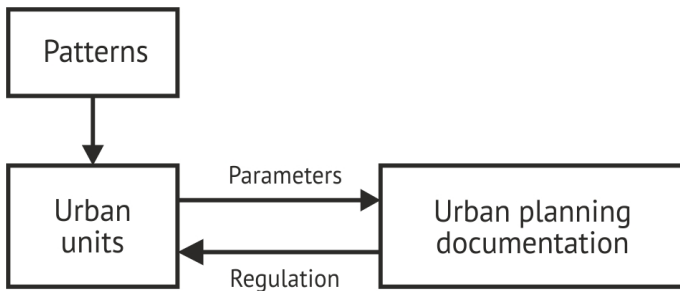 Patterns
Parameters
Urban
units
Urban planning
documentation
Regulation